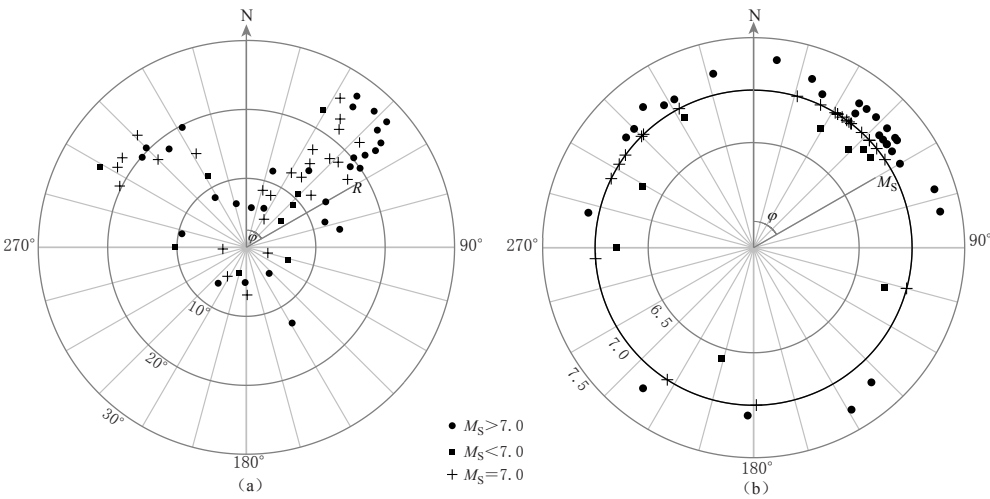 N
N
R
M_S
φ
φ
270°
90°
270°
90°
10°
20°
30°
6.5
7.0
7.5
180°
180°
(a)
(b)
M_S>7.0
M_S<7.0
M_S=7.0